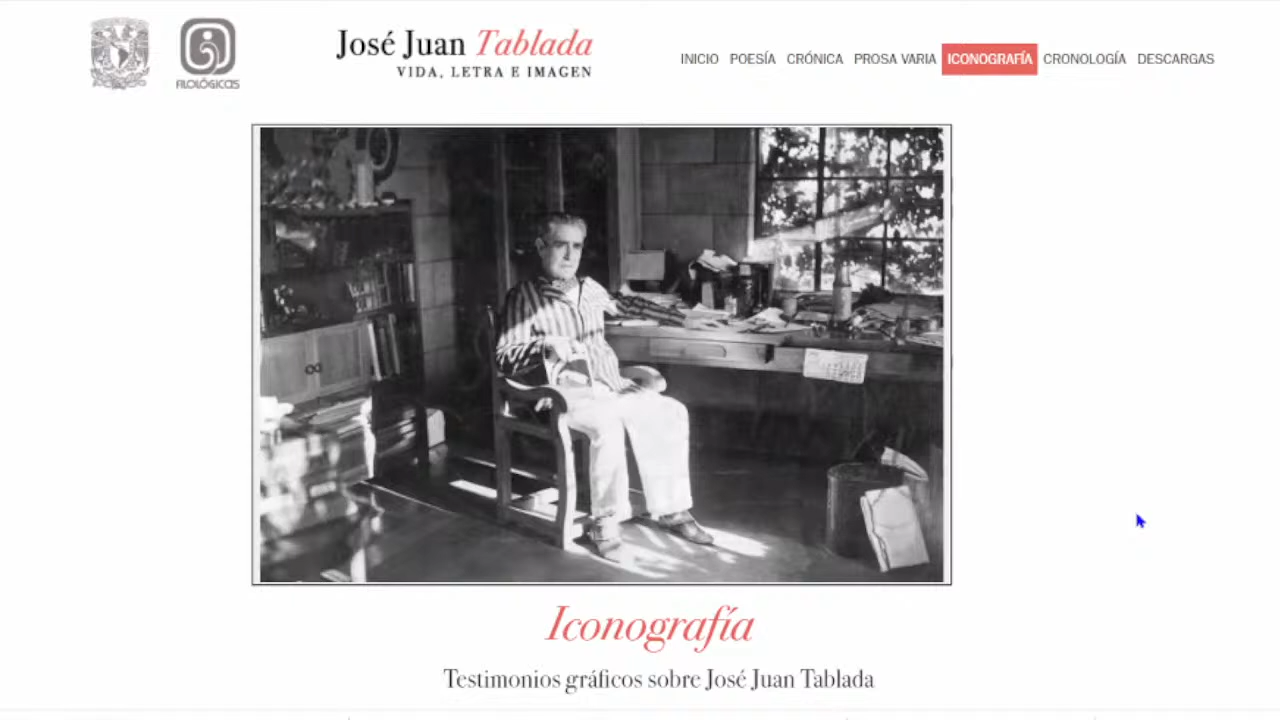 José Juan Tablada
VIDA, LETRA E IMAGEN
FILOLÓGICAS
INICIO POESÍA CRÓNICA PROSA VARIA ICONOGRAFÍA CRONOLOGÍA DESCARGAS
Iconografía
Testimonios gráficos sobre José Juan Tablada